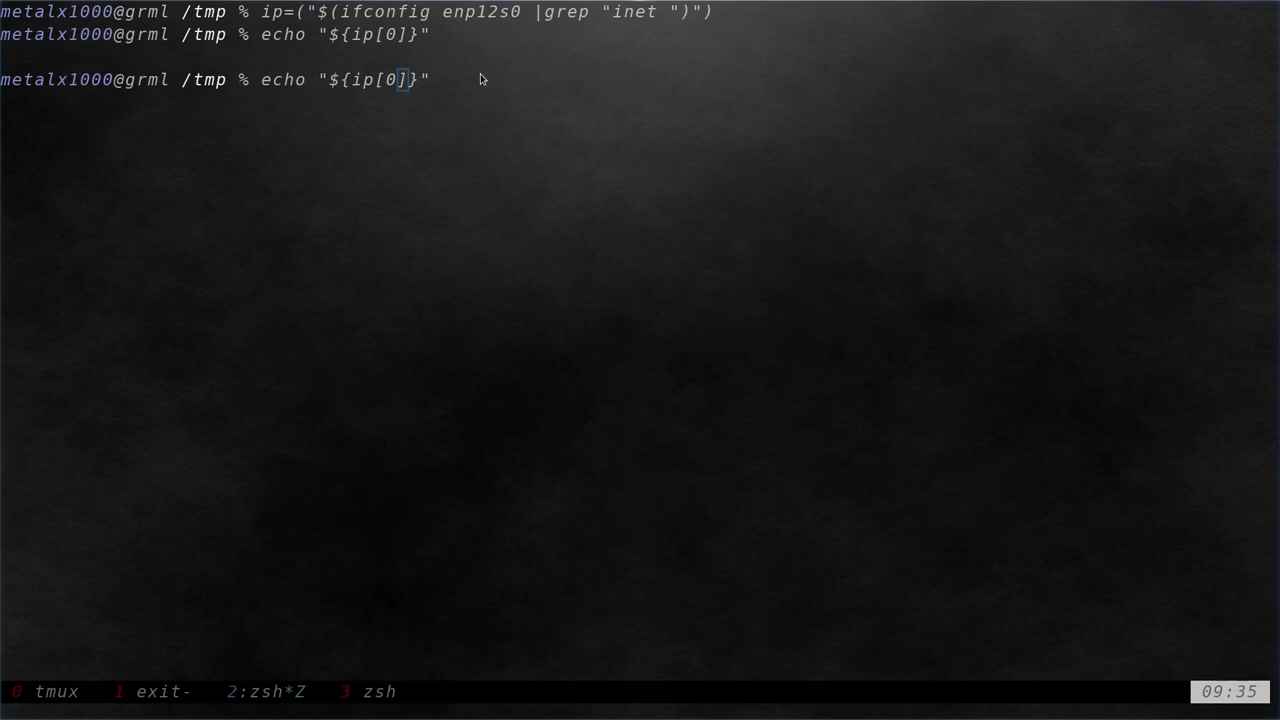 metalx1000@grml /tmp % ip=("$(ifconfig enp12s0 |grep "inet ")")
metalx1000@grml /tmp % echo "${ip[0]}"
metalx1000@grml /tmp % echo "${ip[0]}"
0 tmux 1 exit- 2:zsh*Z 3 zsh 09:35